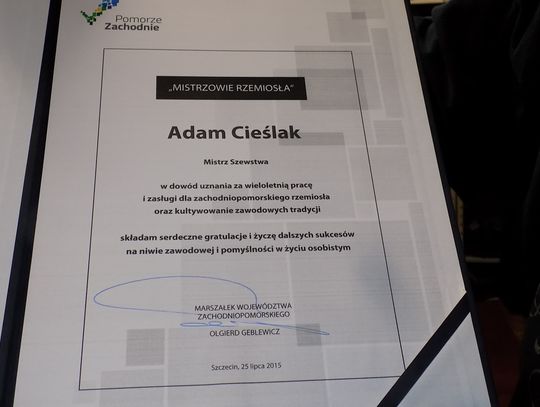 Pomorze
Zachodnie
„MISTRZOWIE RZEMIOSŁA”
Adam Cieślak
Mistrz Szewstwa
w dowód uznania za wieloletnią pracę
i zasługi dla zachodniopomorskiego rzemiosła
oraz kultywowanie zawodowych tradycji
składam serdeczne gratulacje i życzę dalszych sukcesów
na niwie zawodowej i pomyślności w życiu osobistym
MARSZAŁEK WOJEWÓDZTWA
ZACHODNIOPOMORSKIEGO
OLGIERD GEBLEWICZ
Szczecin, 25 lipca 2015